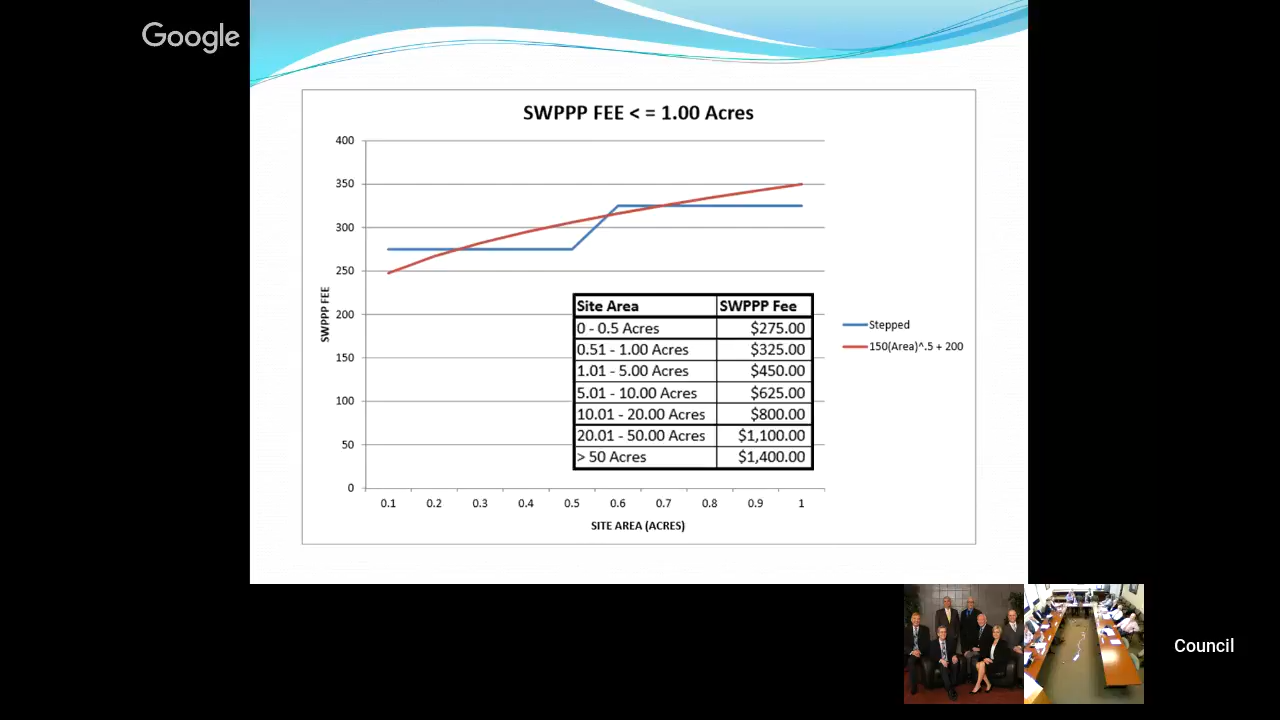 Google
SWPPP FEE < = 1.00 Acres
400
350
300
250
200
150
100
50
0
SWPPP FEE
Site Area SWPPP Fee
0 - 0.5 Acres $275.00
0.51 - 1.00 Acres $325.00
1.01 - 5.00 Acres $450.00
5.01 - 10.00 Acres $625.00
10.01 - 20.00 Acres $800.00
20.01 - 50.00 Acres $1,100.00
> 50 Acres $1,400.00
Stepped
150(Area)^.5 + 200
0.1 0.2 0.3 0.4 0.5 0.6 0.7 0.8 0.9 1
SITE AREA (ACRES)
Council